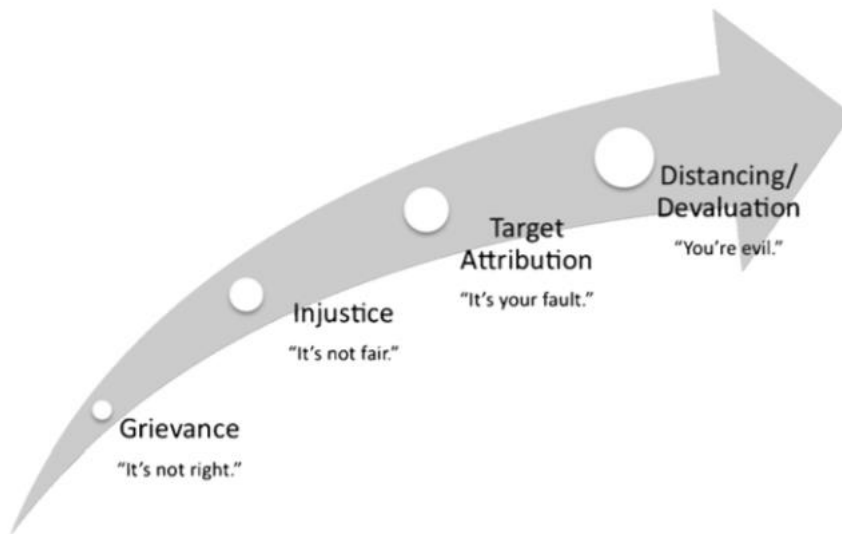 Grievance
“It’s not right.”
Injustice
“It’s not fair.”
Target
Attribution
“It’s your fault.”
Distancing/
Devaluation
“You’re evil.”